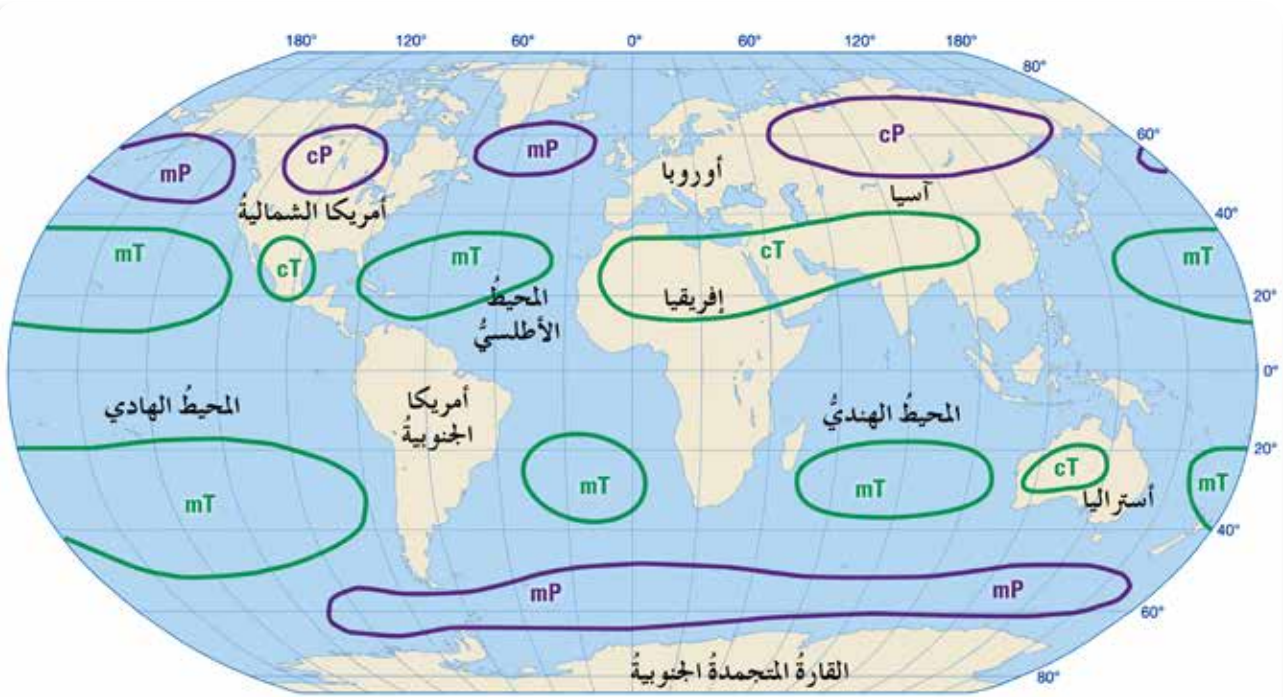 180° 120° 60° 0° 60° 120° 180°
80°
60°
mP cP mP cP
أوروبا
آسيا
أمريكا الشماليةُ
40°
mT cT mT cT mT
إفريقيا
20°
المحيطُ
الأطلسيُّ
0°
المحيطُ الهادي
أمريكا
الجنوبيةُ
المحيطُ الهنديُّ
20°
mT mT mT cT mT
أستراليا
40°
mP mP
60°
القارةُ المتجمدةُ الجنوبيةُ
80°